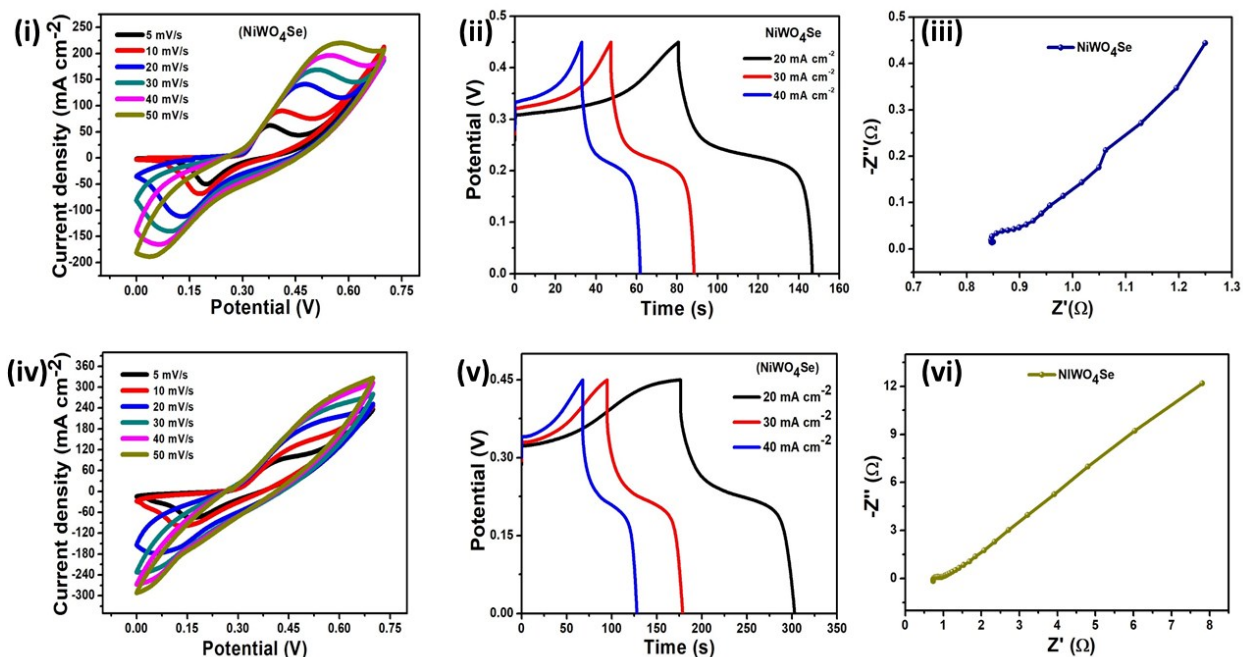 (i)
(NiWO4Se)
5 mV/s
10 mV/s
20 mV/s
30 mV/s
40 mV/s
50 mV/s
Current density (mA cm-2)
250
200
150
100
50
0
-50
-100
-150
-200
0.00 0.15 0.30 0.45 0.60 0.75
Potential (V)
(ii)
NiWO4Se
20 mA cm-2
30 mA cm-2
40 mA cm-2
Potential (V)
0.5
0.4
0.3
0.2
0.1
0.0
0 20 40 60 80 100 120 140 160
Time (s)
(iii)
NiWO4Se
-Z''(Ω)
0.5
0.4
0.3
0.2
0.1
0.0
0.7 0.8 0.9 1.0 1.1 1.2 1.3
Z'(Ω)
(iv)
(NiWO4Se)
5 mV/s
10 mV/s
20 mV/s
30 mV/s
40 mV/s
50 mV/s
Current density (mA cm-2)
360
300
240
180
120
60
0
-60
-120
-180
-240
-300
0.00 0.15 0.30 0.45 0.60 0.75
Potential (V)
(v)
(NiWO4Se)
20 mA cm-2
30 mA cm-2
40 mA cm-2
Potential (V)
0.45
0.30
0.15
0.00
0 50 100 150 200 250 300 350
Time (s)
(vi)
NIWO4Se
-Z'' (Ω)
12
9
6
3
0
0 1 2 3 4 5 6 7 8
Z' (Ω)